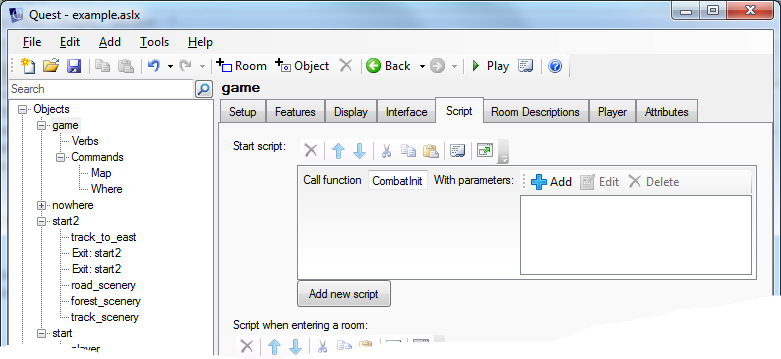 Quest - example.aslx
File Edit Add Tools Help
Room Object Back Play
Search
game
Setup Features Display Interface Script Room Descriptions Player Attributes
Objects
game
Verbs
Commands
Map
Where
nowhere
start2
track_to_east
Exit: start2
Exit: start2
road_scenery
forest_scenery
track_scenery
start
player
Start script:
Call function CombatInit With parameters: Add Edit Delete
Add new script
Script when entering a room: